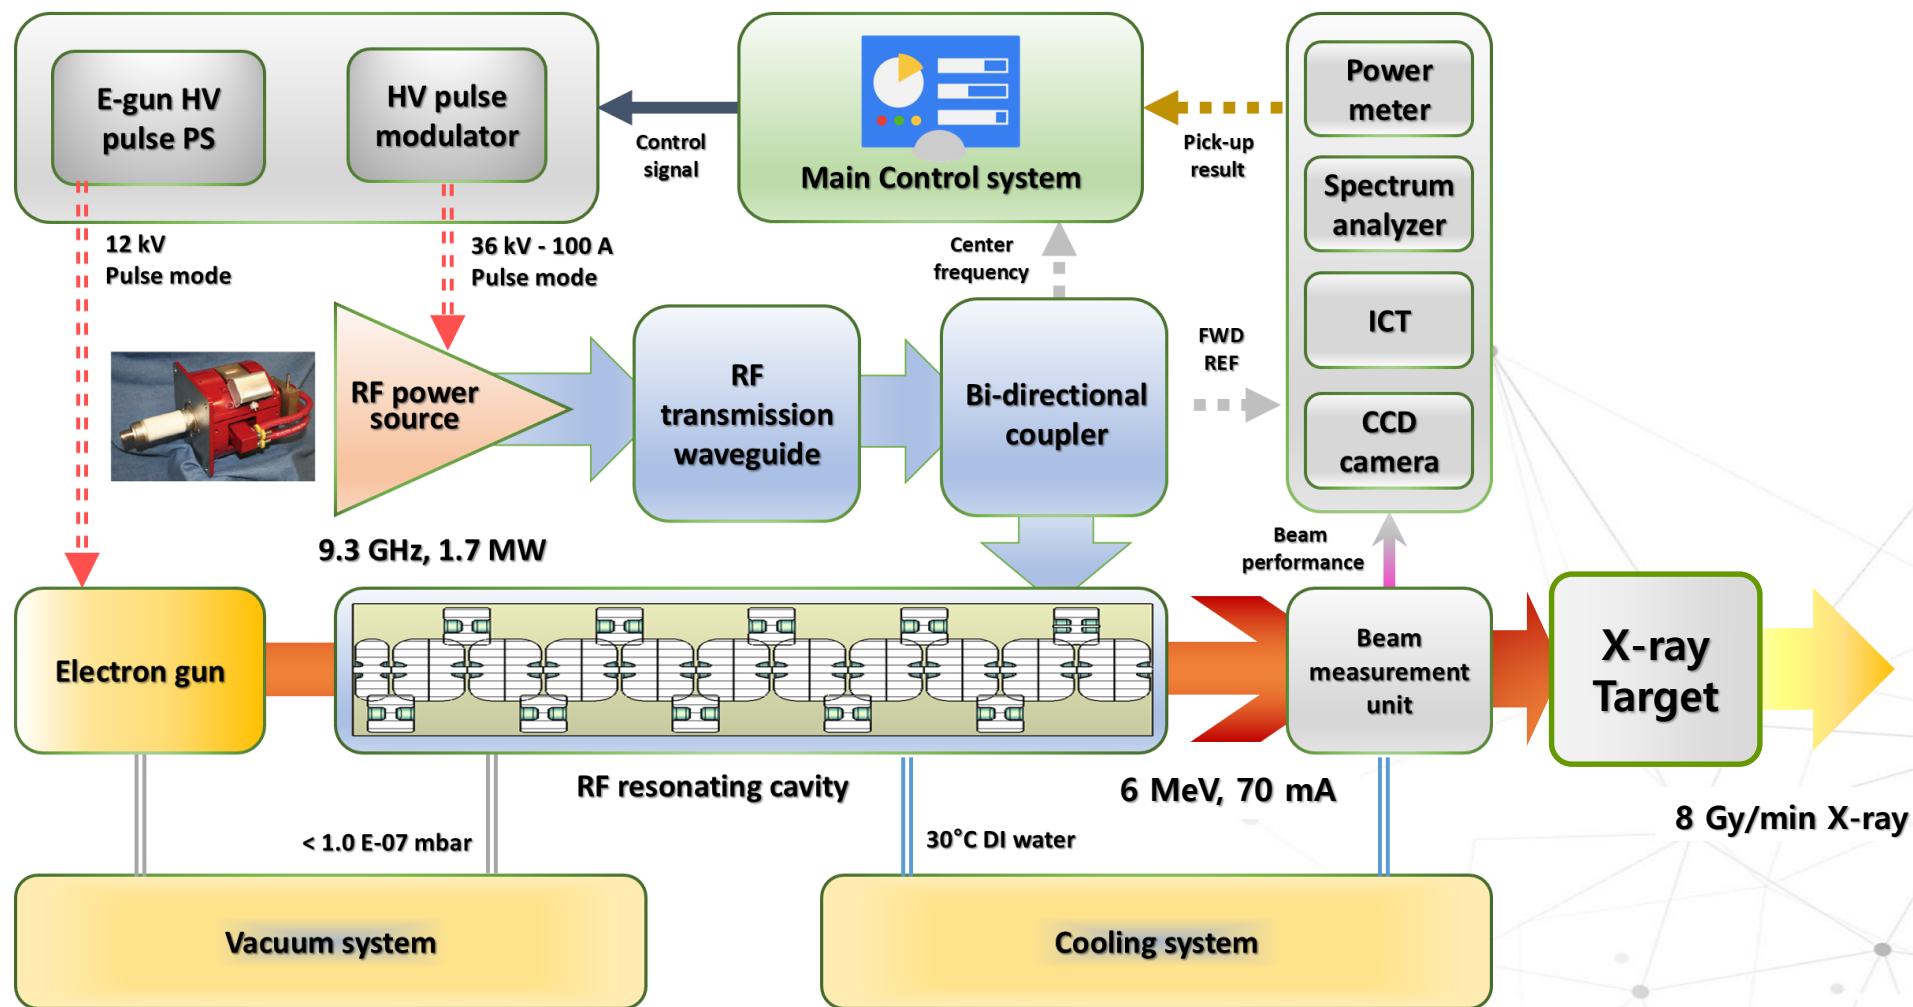 E-gun HV
pulse PS
HV pulse
modulator
Control
signal
Main Control system
Pick-up
result
Power
meter
Spectrum
analyzer
ICT
CCD
camera
12 kV
Pulse mode
36 kV - 100 A
Pulse mode
Center
frequency
FWD
REF
RF power
source
RF
transmission
waveguide
Bi-directional
coupler
9.3 GHz, 1.7 MW
Beam
performance
Electron gun
Beam
measurement
unit
X-ray
Target
RF resonating cavity
6 MeV, 70 mA
8 Gy/min X-ray
< 1.0 E-07 mbar
30°C DI water
Vacuum system
Cooling system